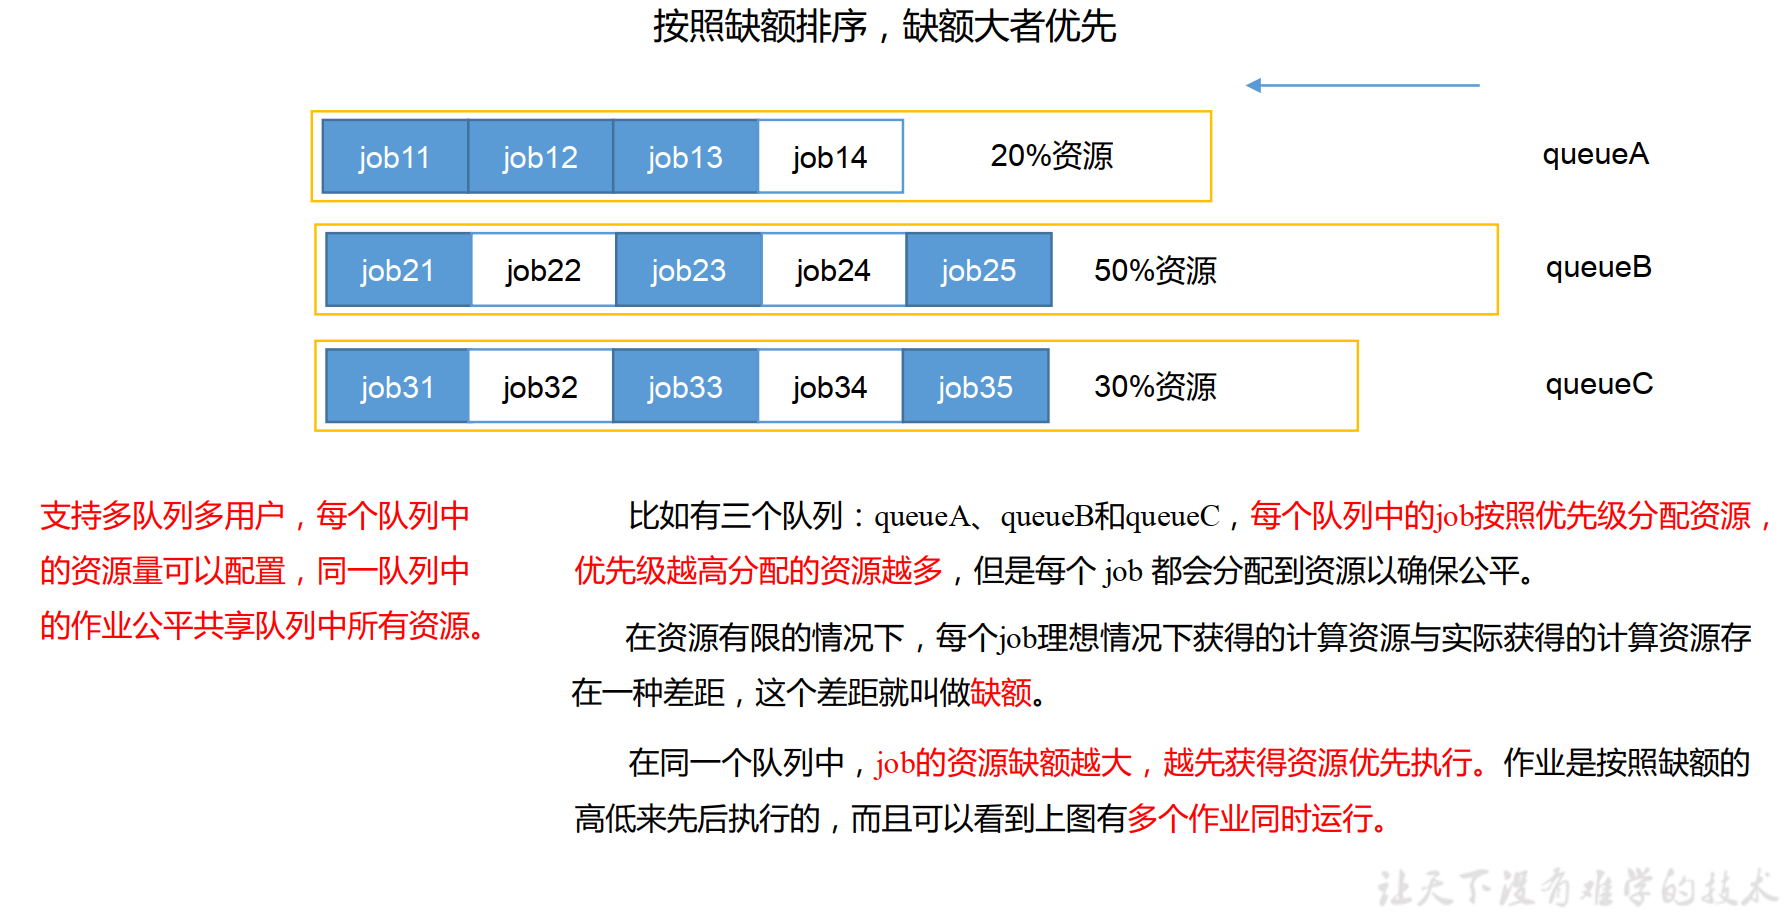 按照缺额排序，缺额大者优先
job11 job12 job13 job14 20%资源 queueA
job21 job22 job23 job24 job25 50%资源 queueB
job31 job32 job33 job34 job35 30%资源 queueC
支持多队列多用户，每个队列中
的资源量可以配置，同一队列中
的作业公平共享队列中所有资源。
比如有三个队列：queueA、queueB和queueC，每个队列中的job按照优先级分配资源，
优先级越高分配的资源越多，但是每个 job 都会分配到资源以确保公平。
在资源有限的情况下，每个job理想情况下获得的计算资源与实际获得的计算资源存
在一种差距，这个差距就叫做缺额。
在同一个队列中，job的资源缺额越大，越先获得资源优先执行。作业是按照缺额的
高低来先后执行的，而且可以看到上图有多个作业同时运行。
让天下没有难学的技术